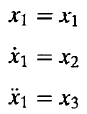 x₁ = x₁
ẋ₁ = x₂
ẍ₁ = x₃